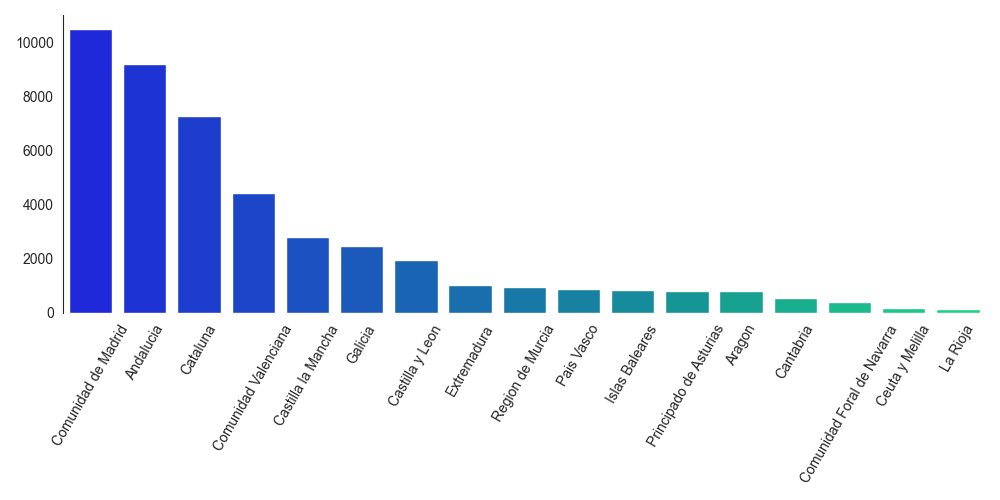 10000
8000
6000
4000
2000
0
Comunidad de Madrid
Andalucia
Cataluna
Comunidad Valenciana
Castilla la Mancha
Galicia
Castilla y Leon
Extremadura
Region de Murcia
Pais Vasco
Islas Baleares
Principado de Asturias
Aragon
Cantabria
Comunidad Foral de Navarra
Ceuta y Melilla
La Rioja